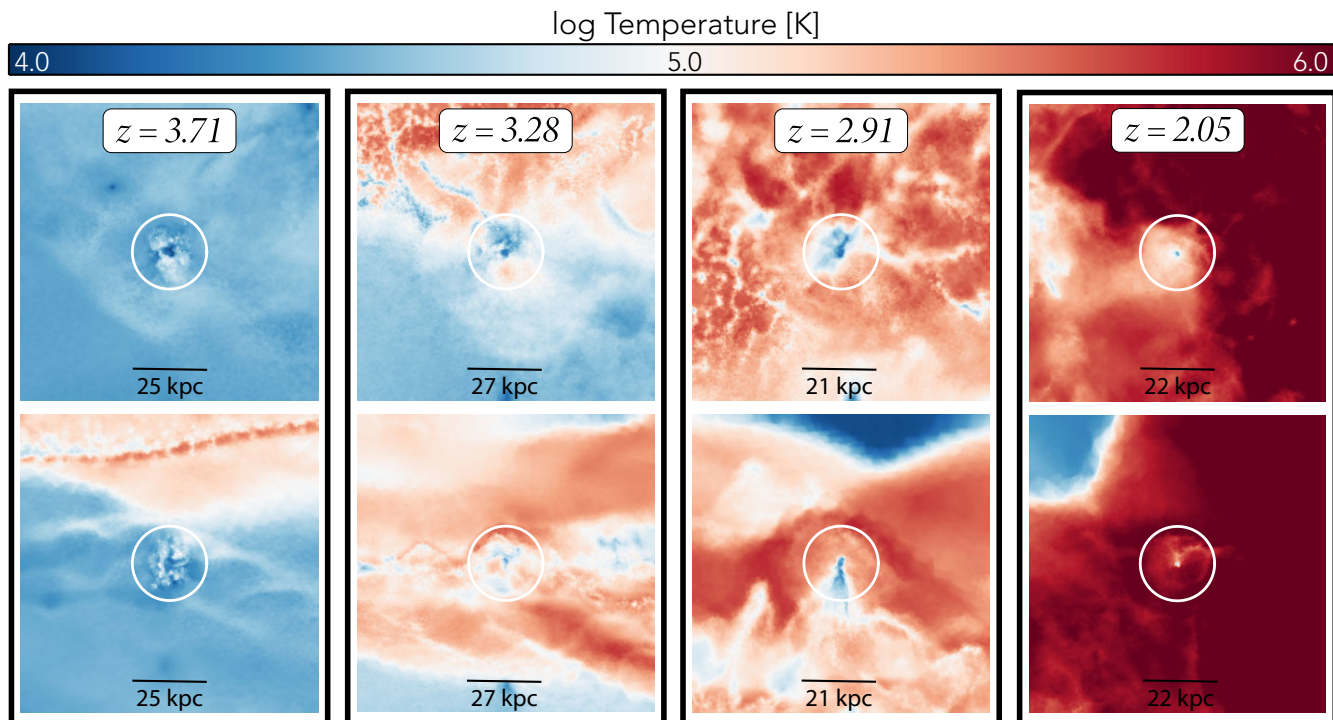 log Temperature [K]
4.0 5.0 6.0
z = 3.71 z = 3.28 z = 2.91 z = 2.05
25 kpc 27 kpc 21 kpc 22 kpc
25 kpc 27 kpc 21 kpc 22 kpc